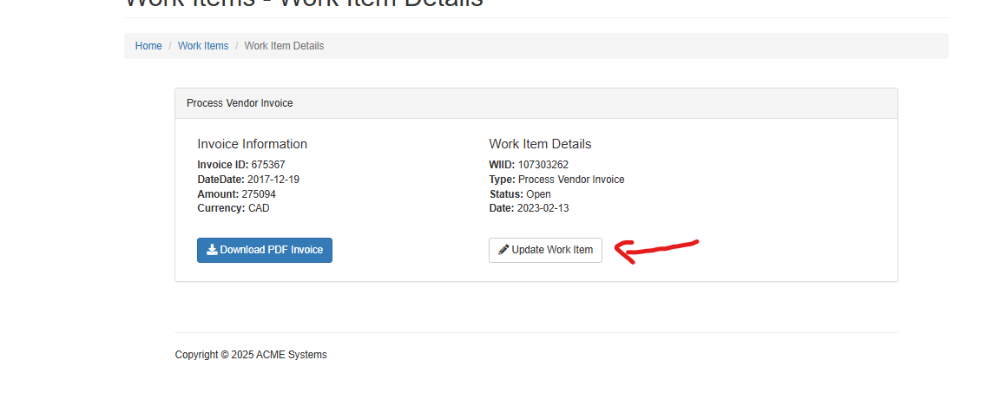 Work Items - Work Item Details
Home / Work Items / Work Item Details
Process Vendor Invoice
Invoice Information
Invoice ID: 675367
DateDate: 2017-12-19
Amount: 275094
Currency: CAD
Download PDF Invoice
Work Item Details
WIID: 107303262
Type: Process Vendor Invoice
Status: Open
Date: 2023-02-13
Update Work Item
Copyright © 2025 ACME Systems